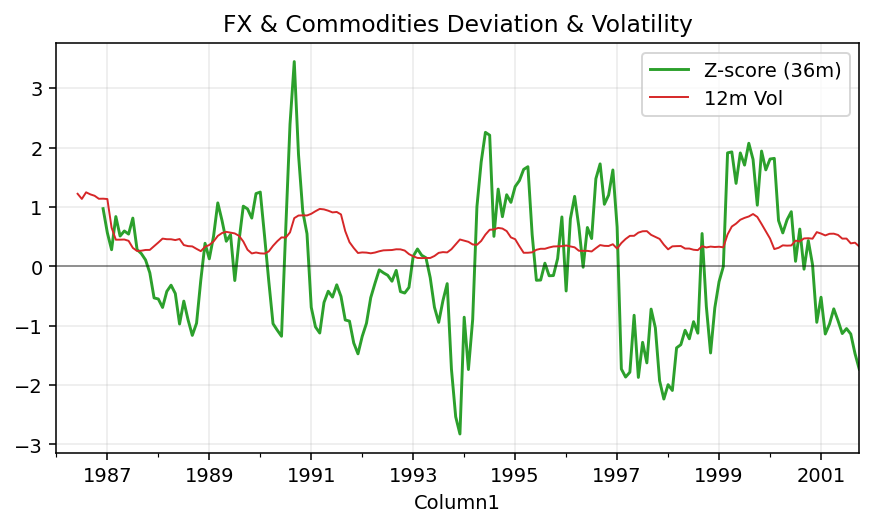 FX & Commodities Deviation & Volatility
Z-score (36m)
12m Vol
3
2
1
0
−1
−2
−3
1987 1989 1991 1993 1995 1997 1999 2001
Column1